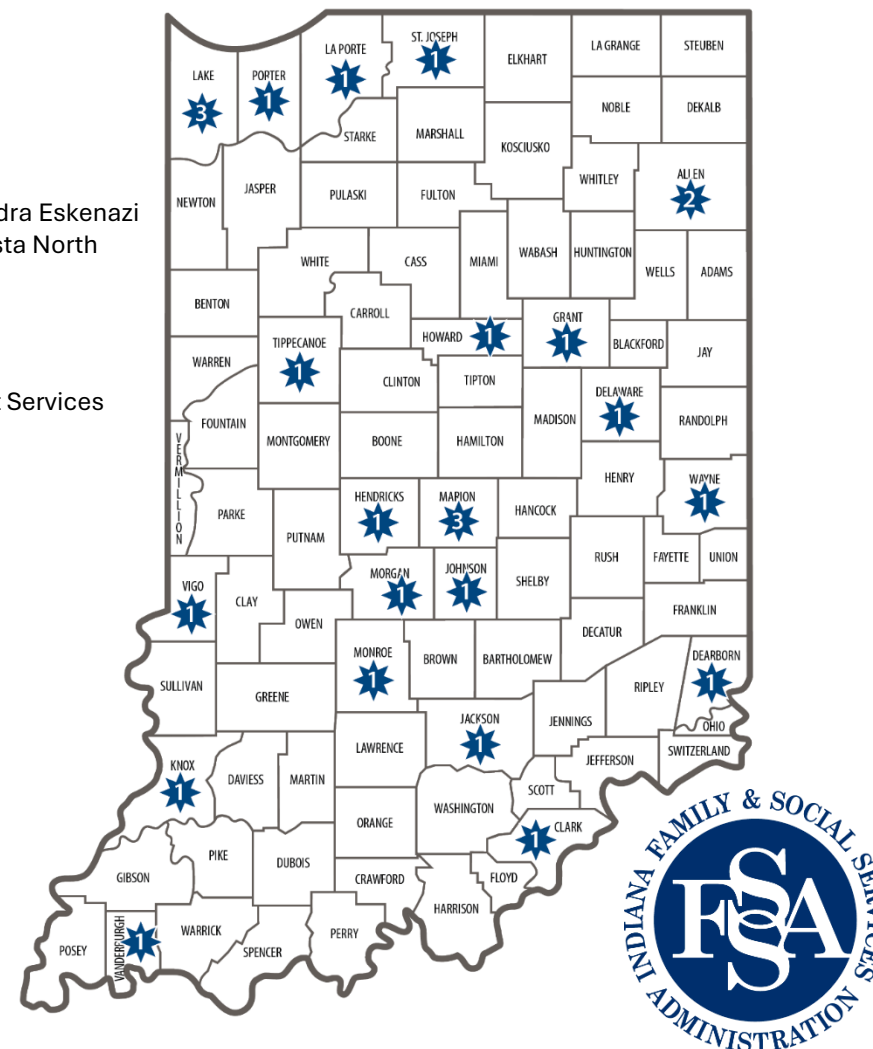 dra Eskenazi
sta North
t Services
ST. JOSEPH
1
LA PORTE
1
ELKHART
LA GRANGE
STEUBEN
LAKE
3
PORTER
1
NOBLE
DEKALB
STARKE
MARSHALL
KOSCIUSKO
WHITLEY
ALLEN
2
NEWTON
JASPER
PULASKI
FULTON
WHITE
CASS
MIAMI
WABASH
HUNTINGTON
WELLS
ADAMS
BENTON
CARROLL
HOWARD
1
GRANT
1
BLACKFORD
JAY
WARREN
TIPPECANOE
1
CLINTON
TIPTON
DELAWARE
1
FOUNTAIN
MONTGOMERY
BOONE
HAMILTON
MADISON
RANDOLPH
VERMILLION
HENRY
WAYNE
1
PARKE
PUTNAM
HENDRICKS
1
MARION
3
HANCOCK
RUSH
FAYETTE
UNION
VIGO
1
CLAY
MORGAN
1
JOHNSON
1
SHELBY
OWEN
FRANKLIN
DECATUR
MONROE
1
BROWN
BARTHOLOMEW
DEARBORN
1
SULLIVAN
GREENE
RIPLEY
JACKSON
1
JENNINGS
OHIO
LAWRENCE
SWITZERLAND
JEFFERSON
KNOX
1
DAVIESS
MARTIN
SCOTT
WASHINGTON
ORANGE
CLARK
1
PIKE
DUBOIS
GIBSON
CRAWFORD
FLOYD
HARRISON
POSEY
VANDERBURGH
1
WARRICK
SPENCER
PERRY
INDIANA FAMILY & SOCIAL SERVICES ADMINISTRATION
FSSA